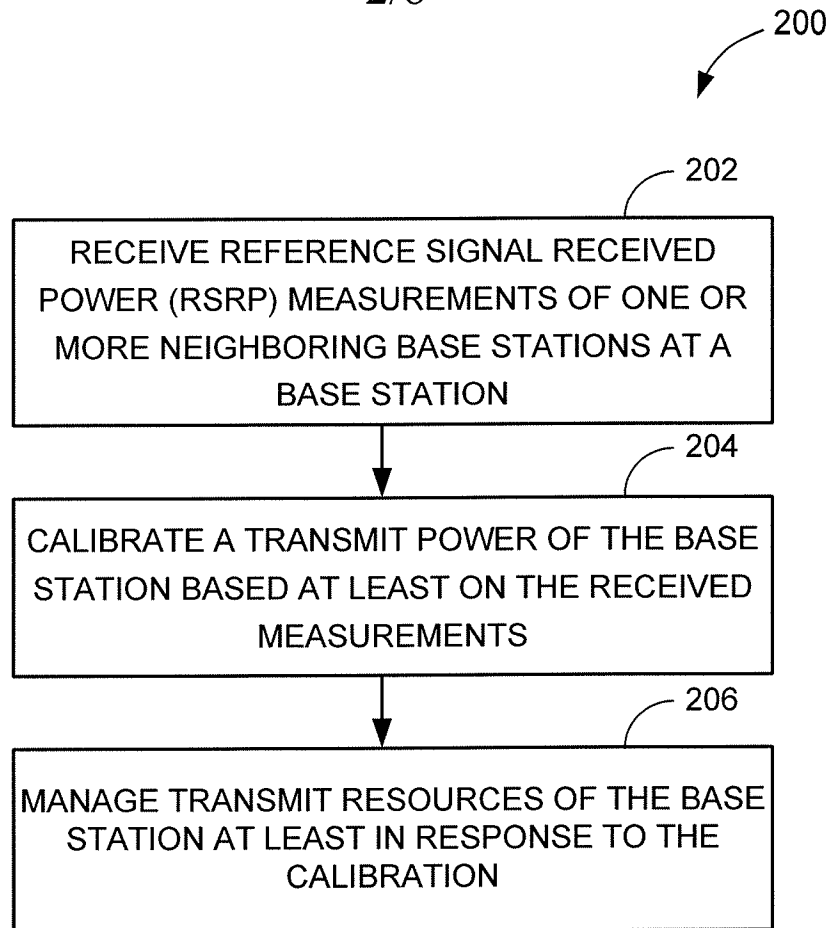 200
202
RECEIVE REFERENCE SIGNAL RECEIVED
POWER (RSRP) MEASUREMENTS OF ONE OR
MORE NEIGHBORING BASE STATIONS AT A
BASE STATION
204
CALIBRATE A TRANSMIT POWER OF THE BASE
STATION BASED AT LEAST ON THE RECEIVED
MEASUREMENTS
206
MANAGE TRANSMIT RESOURCES OF THE BASE
STATION AT LEAST IN RESPONSE TO THE
CALIBRATION